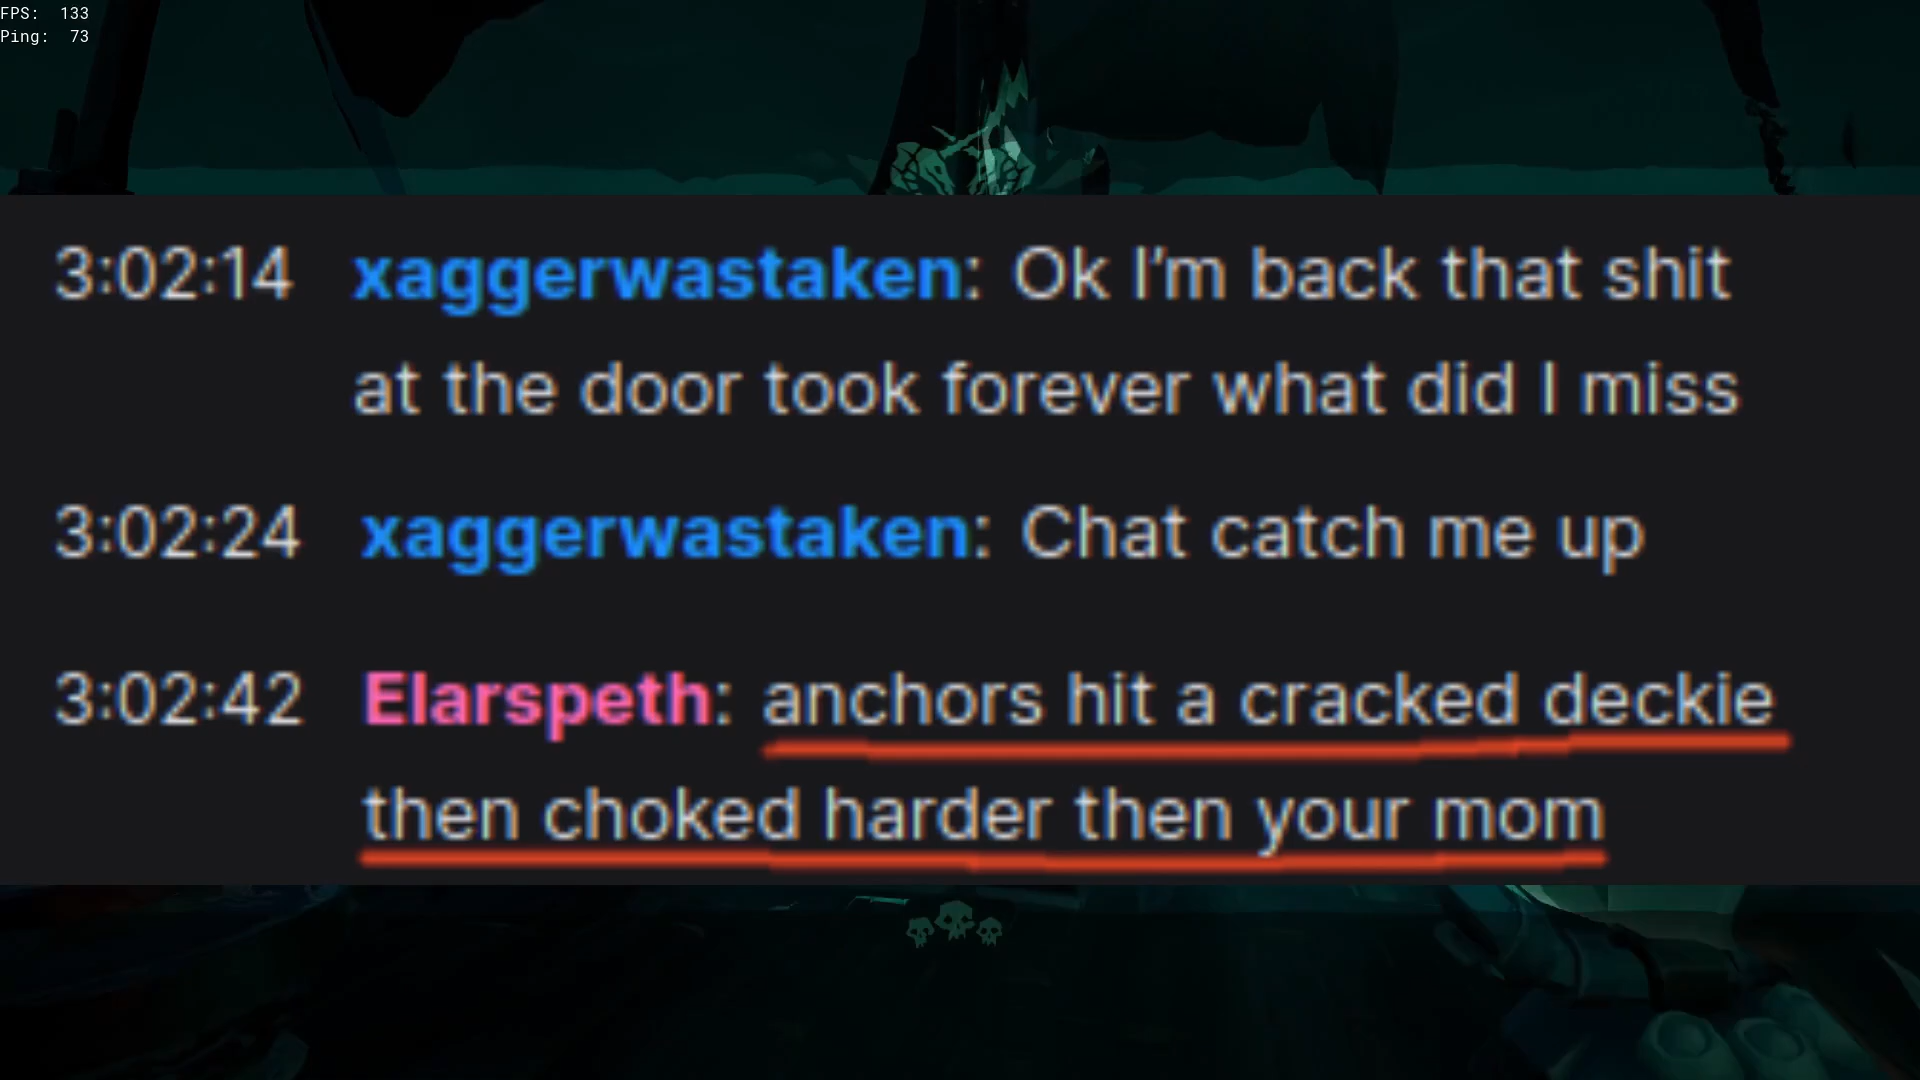 FPS: 133
Ping: 73
3:02:14 xaggerwastaken: Ok I'm back that shit
at the door took forever what did I miss
3:02:24 xaggerwastaken: Chat catch me up
3:02:42 Elarspeth: anchors hit a cracked deckie
then choked harder then your mom